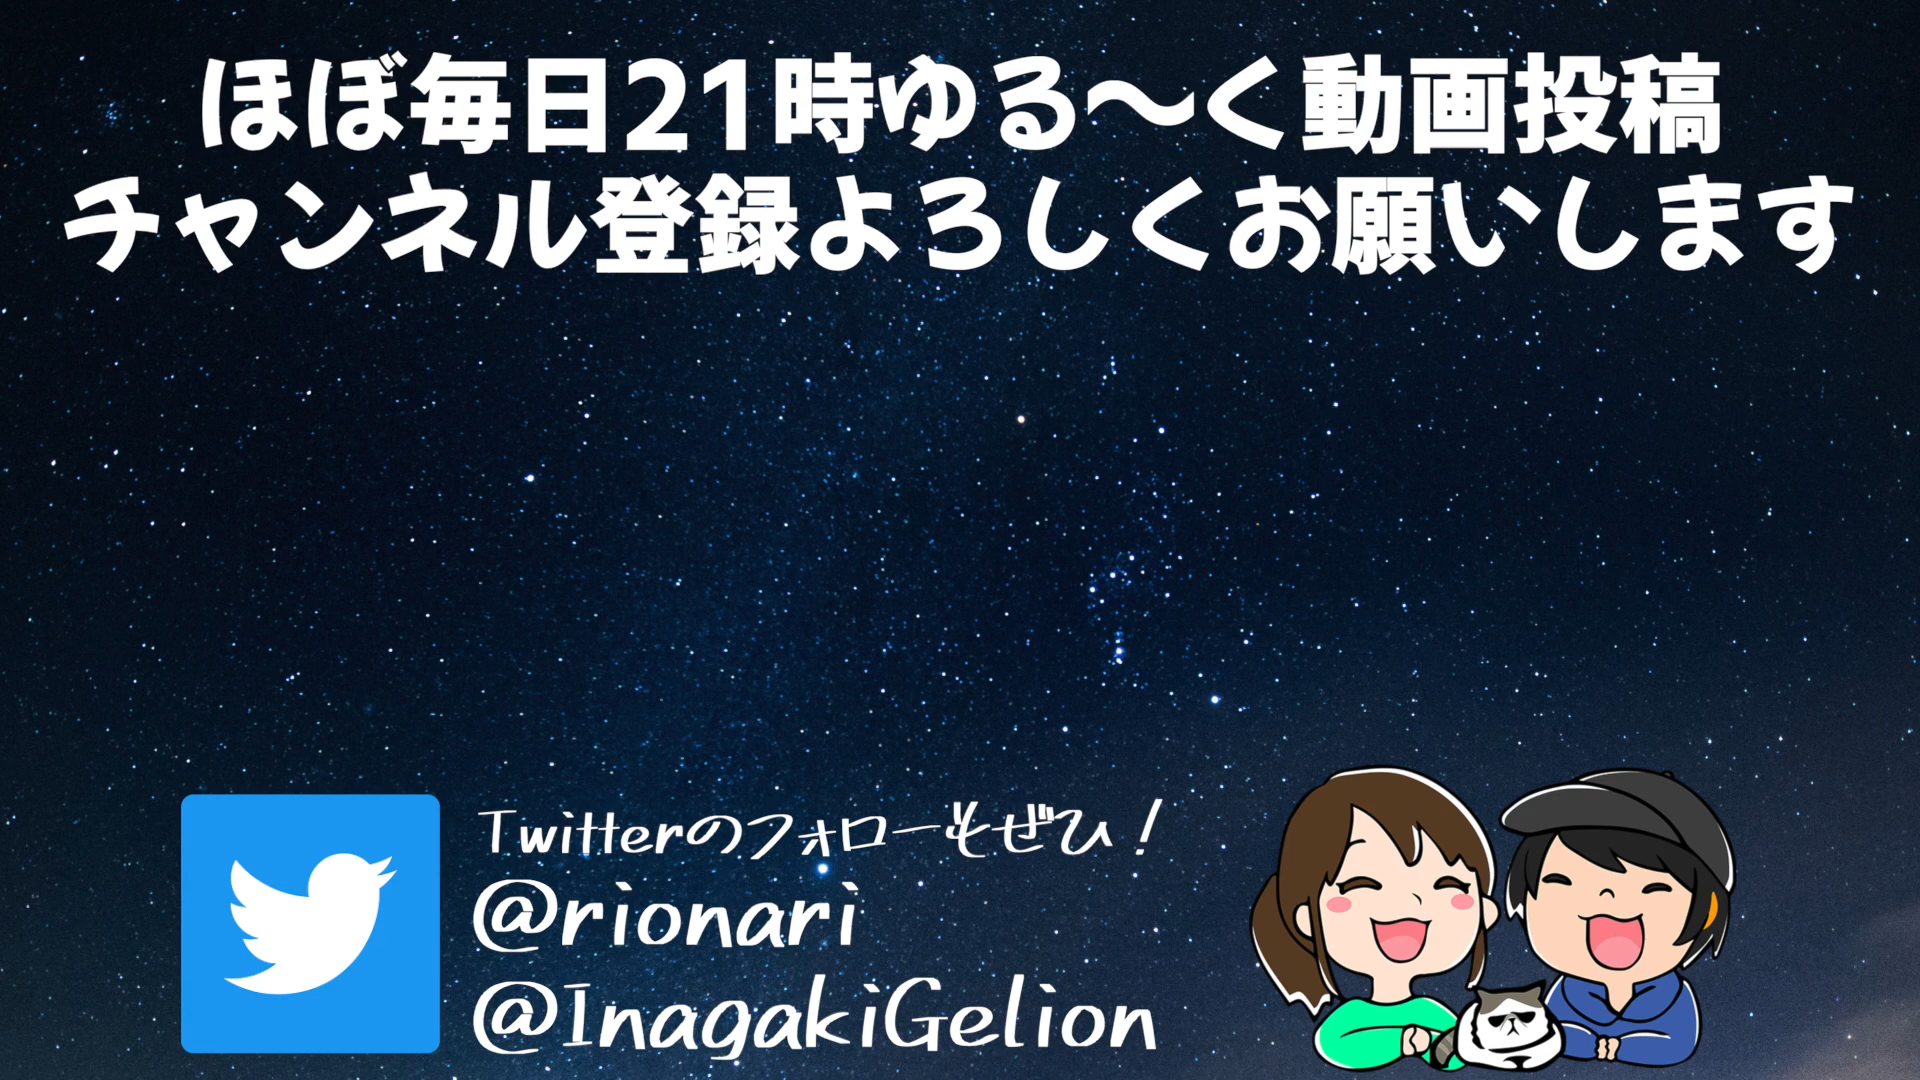 ほぼ毎日21時ゆる～く動画投稿
チャンネル登録よろしくお願いします
Twitterのフォローもぜひ！
@rionari
@InagakiGelion